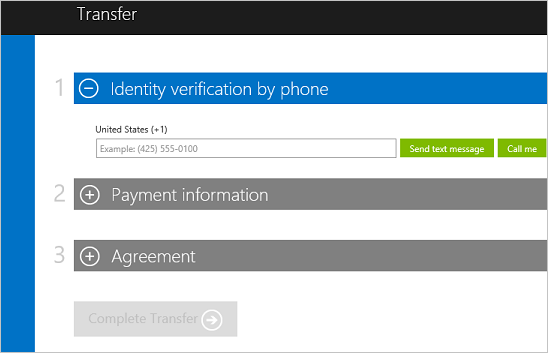 Transfer
1 Identity verification by phone
United States (+1)
Example: (425) 555-0100 Send text message Call me
2 Payment information
3 Agreement
Complete Transfer